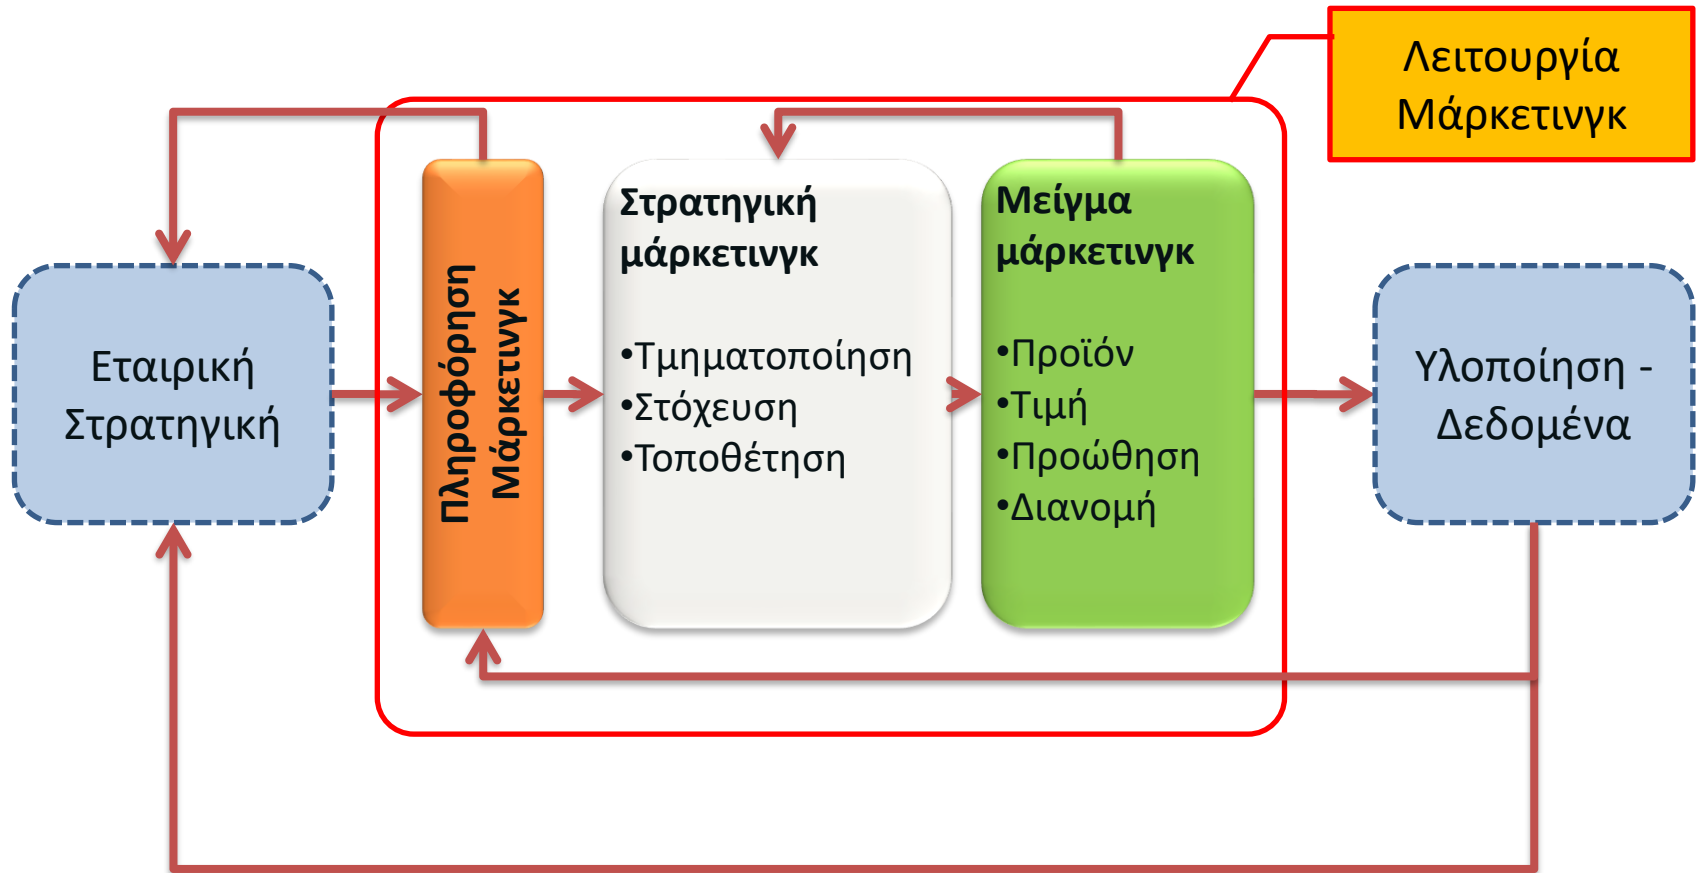 Λειτουργία
Μάρκετινγκ
Εταιρική
Στρατηγική
Πληροφόρηση
Μάρκετινγκ
Στρατηγική
μάρκετινγκ
•Τμηματοποίηση
•Στόχευση
•Τοποθέτηση
Μείγμα
μάρκετινγκ
•Προϊόν
•Τιμή
•Προώθηση
•Διανομή
Υλοποίηση -
Δεδομένα